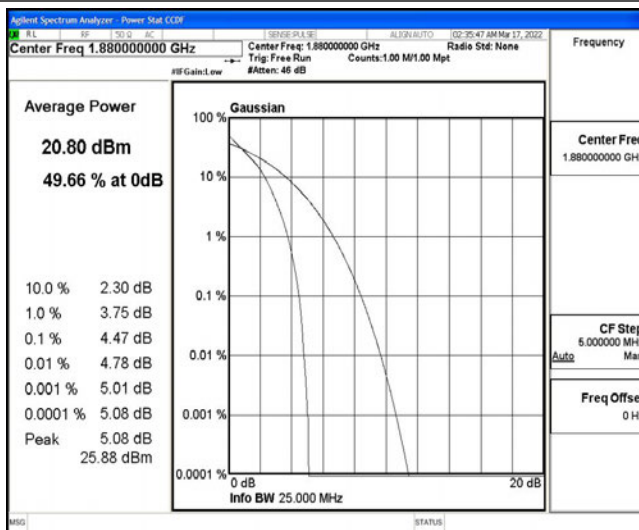 Agilent Spectrum Analyzer - Power Stat CCDF
RL RF 50 Ω AC SENSE:PULSE ALIGN AUTO 02:35:47 AM Mar 17, 2022
Center Freq 1.880000000 GHz
Center Freq: 1.880000000 GHz Radio Std: None
Trig: Free Run Counts:1.00 M/1.00 Mpt
#IFGain:Low #Atten: 46 dB
Frequency
Average Power
20.80 dBm
49.66 % at 0dB
10.0 % 2.30 dB
1.0 % 3.75 dB
0.1 % 4.47 dB
0.01 % 4.78 dB
0.001 % 5.01 dB
0.0001 % 5.08 dB
Peak 5.08 dB
25.88 dBm
Gaussian
100 %
10 %
1 %
0.1 %
0.01 %
0.001 %
0.0001 %
0 dB 20 dB
Info BW 25.000 MHz
Center Freq
1.880000000 GH
CF Step
5.000000 MH
Auto Ma
Freq Offse
0 H
MSG STATUS